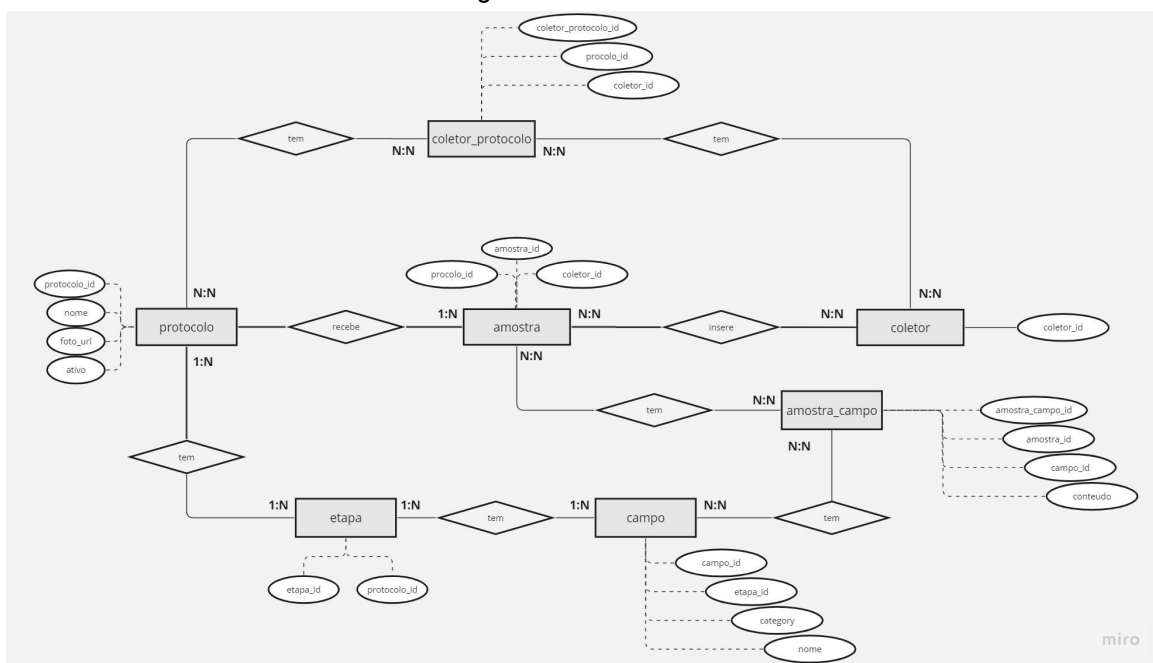 coletor_protocolo_id
procolo_id
coletor_id
tem
coletor_protocolo
tem
N:N
N:N
amostra_id
procolo_id
coletor_id
protocolo_id
nome
foto_url
ativo
N:N
protocolo
1:N
recebe
1:N
amostra
N:N
N:N
insere
N:N
N:N
coletor
coletor_id
tem
N:N
amostra_campo
N:N
amostra_campo_id
amostra_id
campo_id
conteudo
tem
1:N
etapa
1:N
tem
1:N
campo
N:N
tem
etapa_id
protocolo_id
campo_id
etapa_id
category
nome
miro